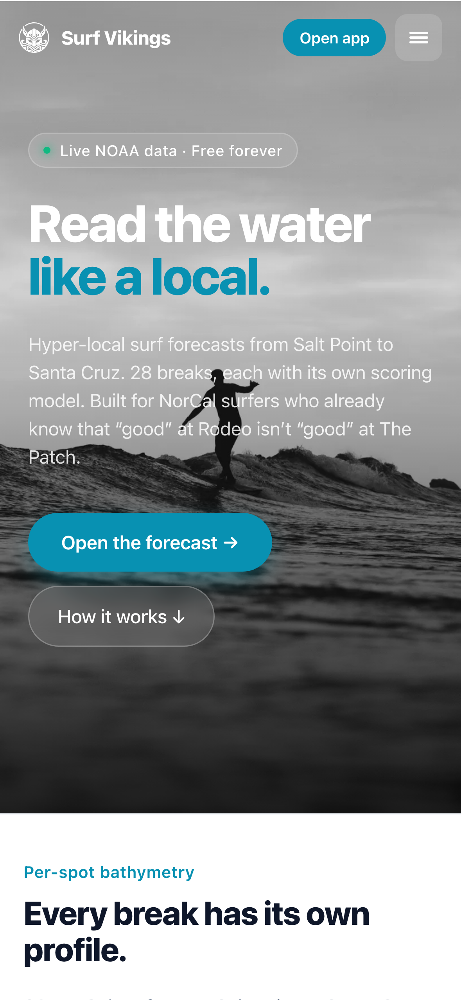 Surf Vikings
Open app
Live NOAA data · Free forever
Read the water
like a local.
Hyper-local surf forecasts from Salt Point to
Santa Cruz. 28 breaks, each with its own scoring
model. Built for NorCal surfers who already
know that “good” at Rodeo isn’t “good” at The
Patch.
Open the forecast →
How it works ↓
Per-spot bathymetry
Every break has its own
profile.